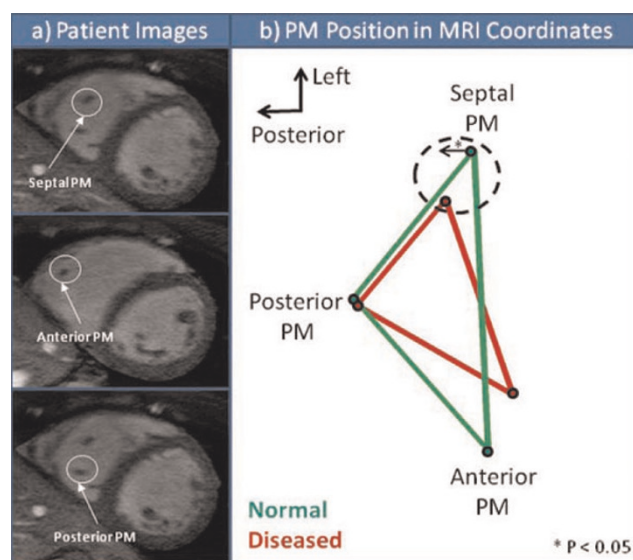 a) Patient Images
Septal PM
Anterior PM
Posterior PM
b) PM Position in MRI Coordinates
Left
Posterior
Septal
PM
*
Posterior
PM
Anterior
PM
Normal
Diseased
* P < 0.05